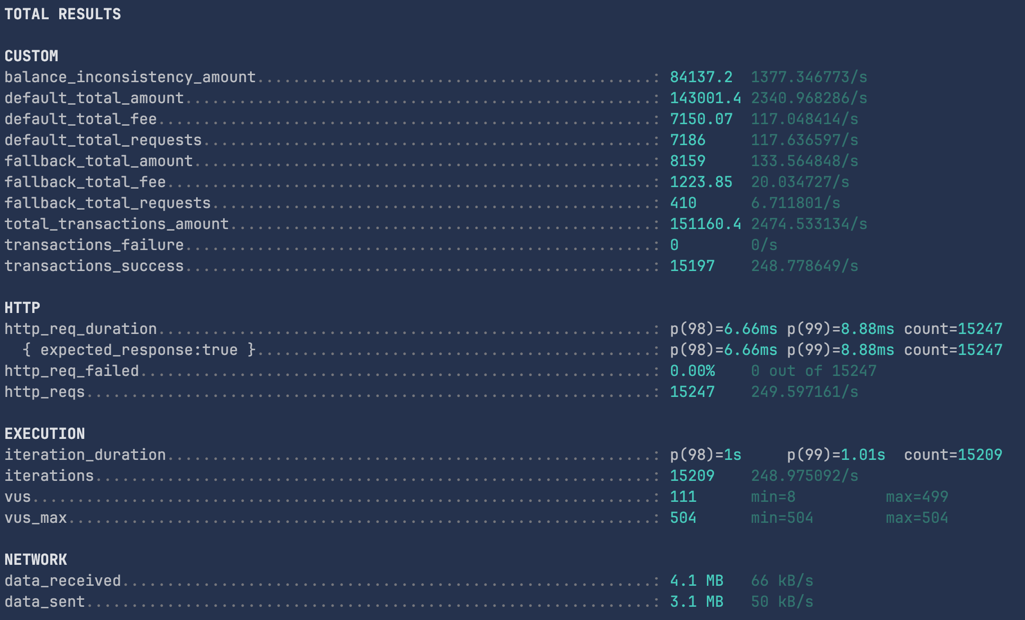 TOTAL RESULTS
CUSTOM
balance_inconsistency_amount............................................: 84137.2 1377.346773/s
default_total_amount....................................................: 143001.4 2340.968286/s
default_total_fee.......................................................: 7150.07 117.048414/s
default_total_requests..................................................: 7186 117.636597/s
fallback_total_amount...................................................: 8159 133.564848/s
fallback_total_fee......................................................: 1223.85 20.034727/s
fallback_total_requests.................................................: 410 6.711801/s
total_transactions_amount...............................................: 151160.4 2474.533134/s
transactions_failure....................................................: 0 0/s
transactions_success....................................................: 15197 248.778649/s
HTTP
http_req_duration.......................................................: p(98)=6.66ms p(99)=8.88ms count=15247
{ expected_response:true }............................................: p(98)=6.66ms p(99)=8.88ms count=15247
http_req_failed.........................................................: 0.00% 0 out of 15247
http_reqs...............................................................: 15247 249.597161/s
EXECUTION
iteration_duration......................................................: p(98)=1s p(99)=1.01s count=15209
iterations..............................................................: 15209 248.975092/s
vus.....................................................................: 111 min=8 max=499
vus_max.................................................................: 504 min=504 max=504
NETWORK
data_received...........................................................: 4.1 MB 66 kB/s
data_sent...............................................................: 3.1 MB 50 kB/s